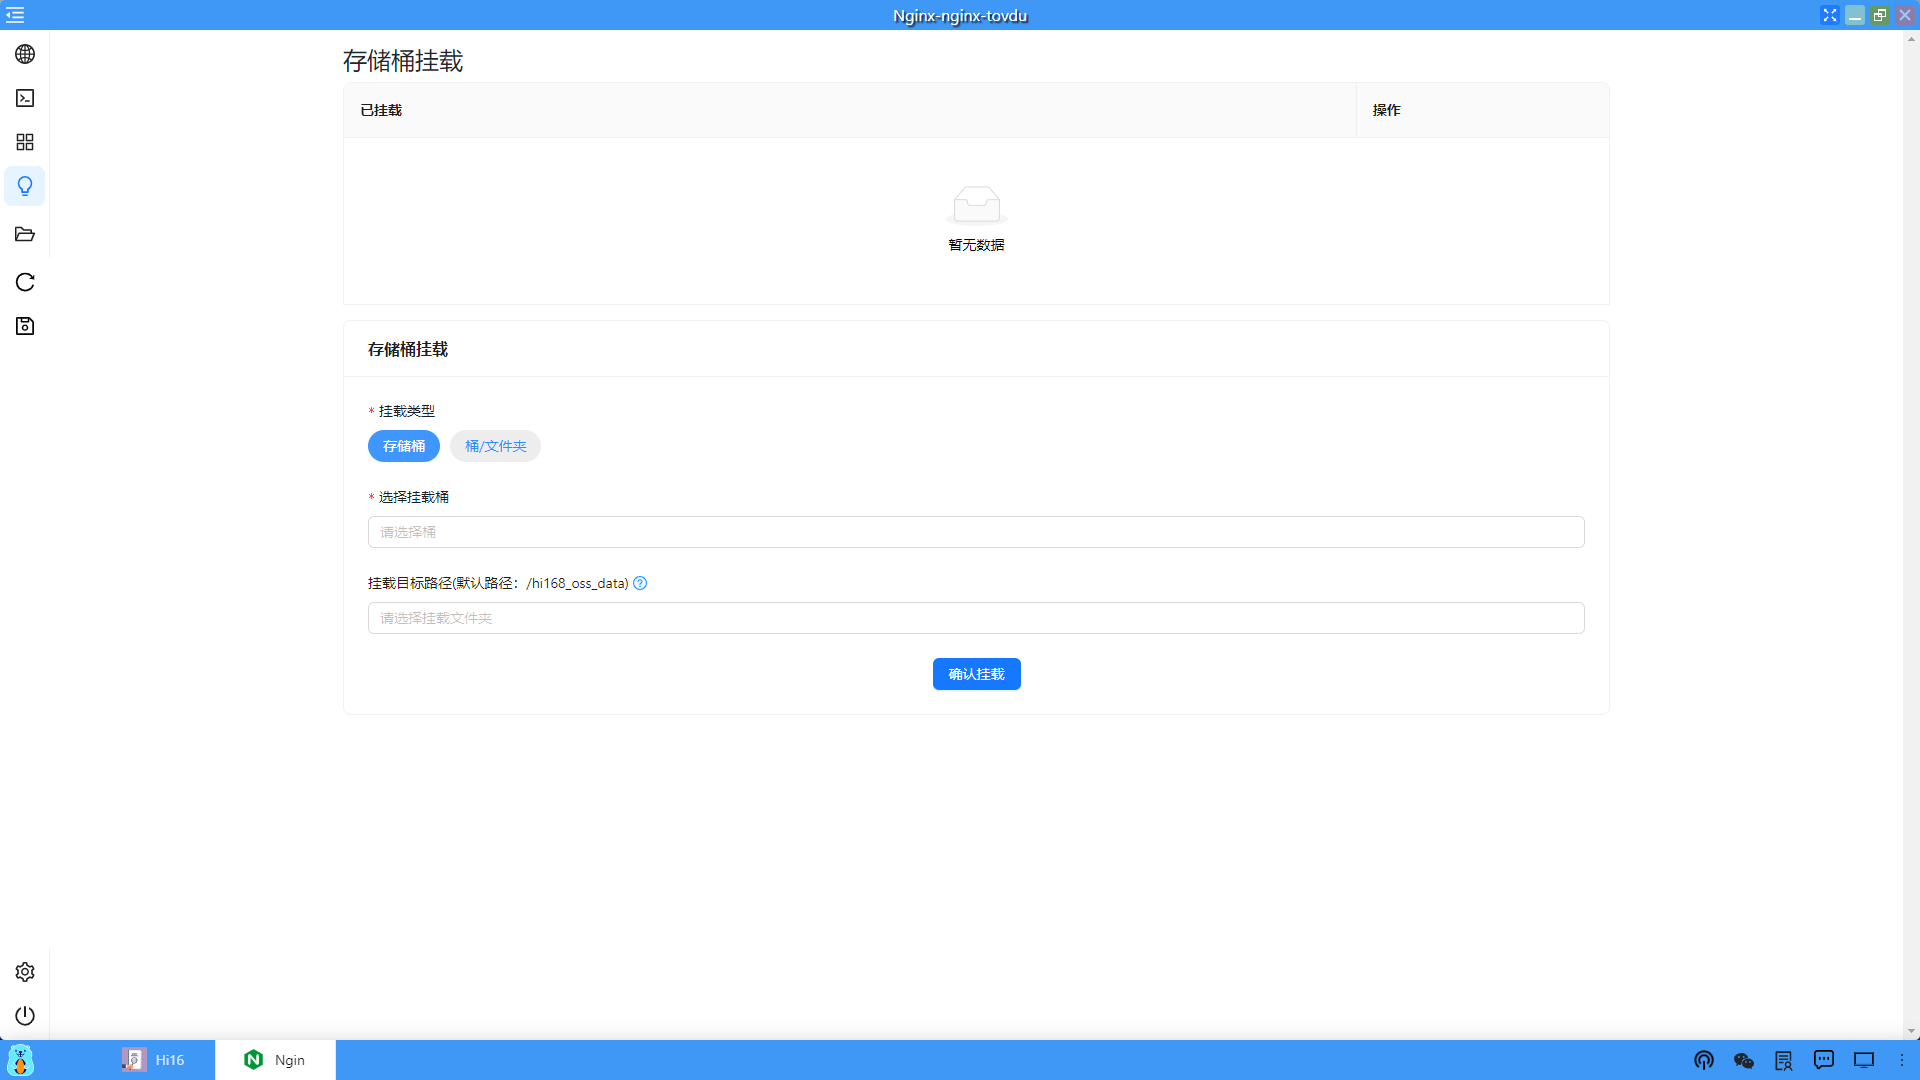 Nginx-nginx-tovdu
存储桶挂载
已挂载
操作
暂无数据
存储桶挂载
* 挂载类型
存储桶
桶/文件夹
* 选择挂载桶
请选择桶
挂载目标路径(默认路径：/hi168_oss_data)
请选择挂载文件夹
确认挂载
Hi16
Ngin